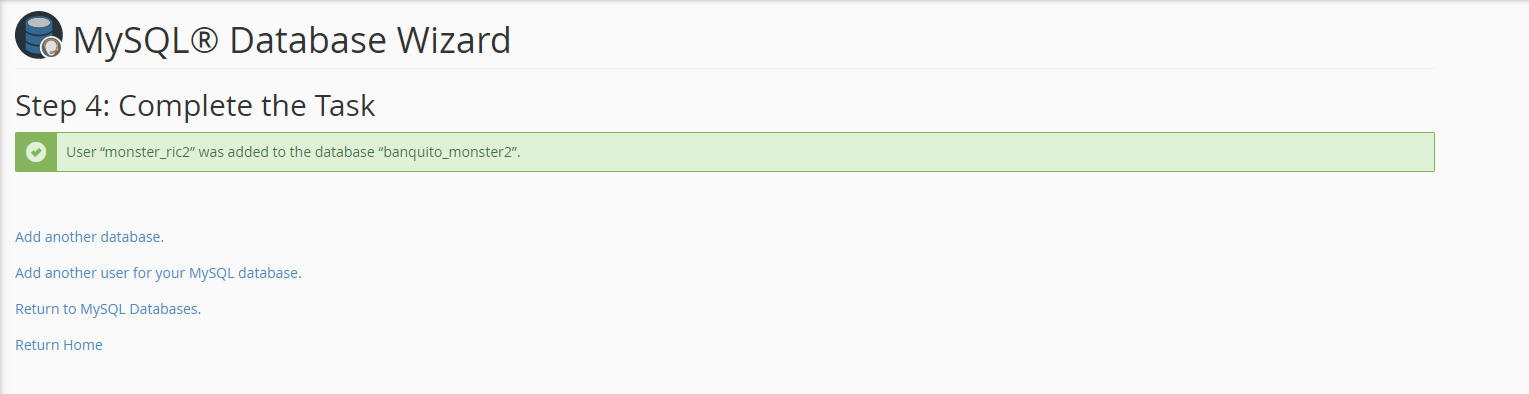 MySQL® Database Wizard
Step 4: Complete the Task
User “monster_ric2” was added to the database “banquito_monster2”.
Add another database.
Add another user for your MySQL database.
Return to MySQL Databases.
Return Home